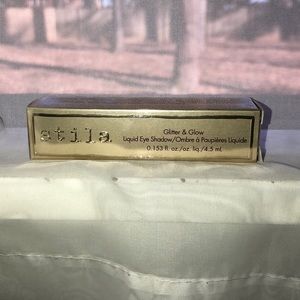 stila
Glitter & Glow
Liquid Eye Shadow/Ombre à Paupières Liquide
0.153 fl. oz./oz. liq./4.5 ml